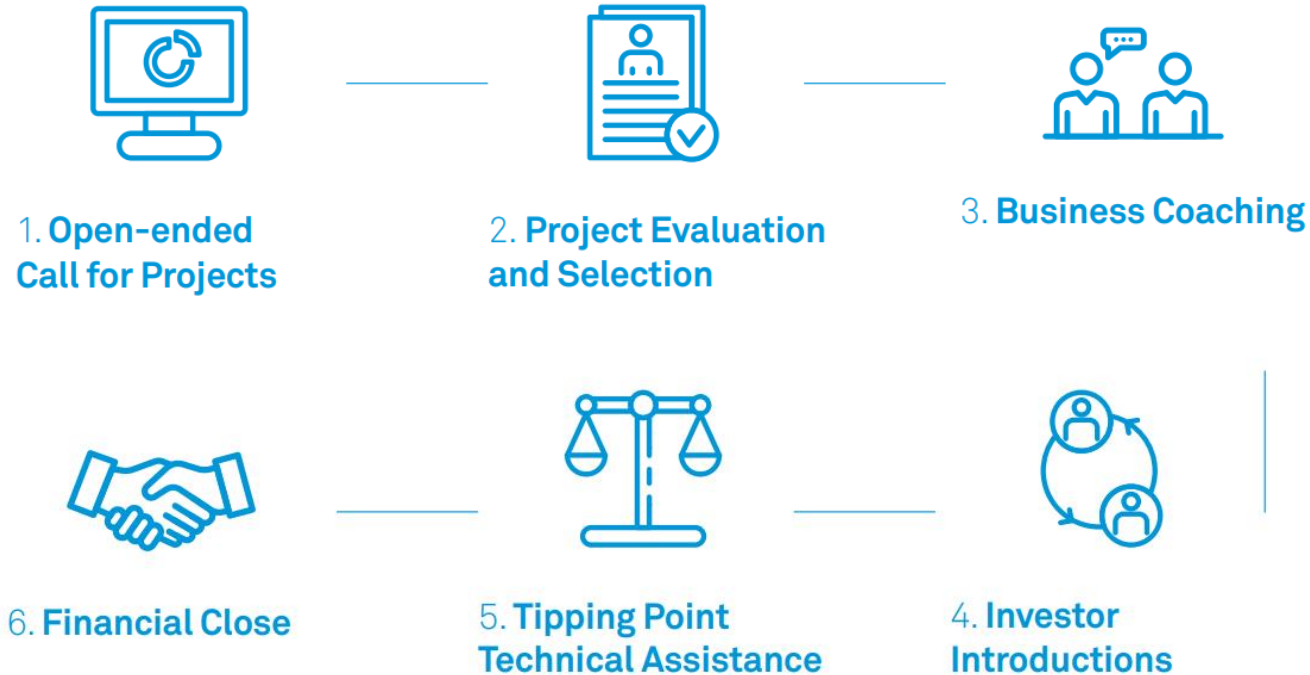 1. Open-ended
Call for Projects
2. Project Evaluation
and Selection
3. Business Coaching
4. Investor
Introductions
5. Tipping Point
Technical Assistance
6. Financial Close